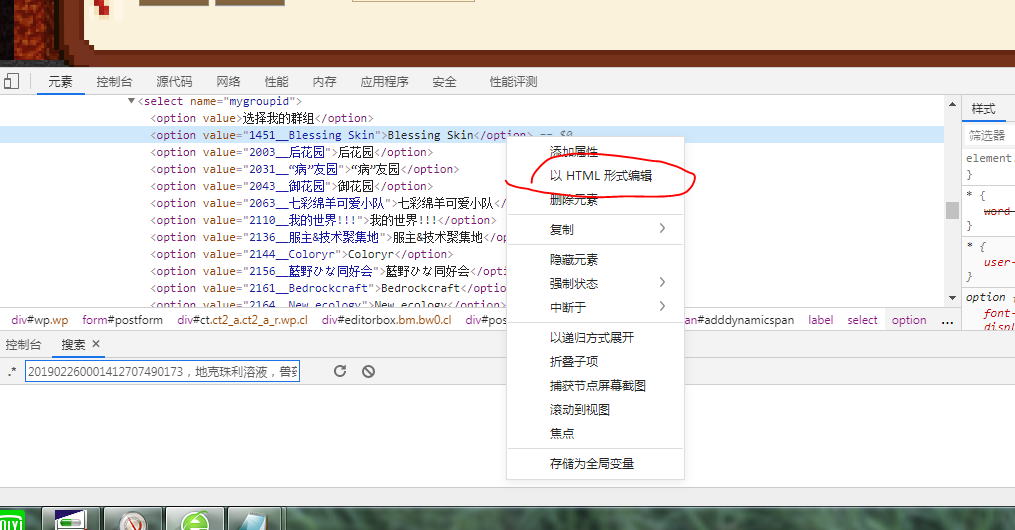 元素 控制台 源代码 网络 性能 内存 应用程序 安全 性能评测
<select name="mygroupid">
<option value>选择我的群组</option>
<option value="1451__Blessing Skin">Blessing Skin</option> == $0
<option value="2003__后花园">后花园</option>
<option value="2031__“病”友园">“病”友园</option>
<option value="2043__御花园">御花园</option>
<option value="2063__七彩绵羊可爱小队">七彩绵羊可爱小队</
<option value="2110__我的世界!!!">我的世界!!!</option>
<option value="2136__服主&技术聚集地">服主&技术聚集地</
<option value="2144__Coloryr">Coloryr</option>
<option value="2156__藍野ひな同好会">藍野ひな同好会</opti
<option value="2161__Bedrockcraft">Bedrockcraft</option
<option value="2164__New ecology">New ecology</option>
添加属性
以 HTML 形式编辑
删除元素
复制
隐藏元素
强制状态
中断于
以递归方式展开
折叠子项
捕获节点屏幕截图
滚动到视图
焦点
存储为全局变量
样式
筛选器
element.
}
* {
word
}
* {
user-
}
option
font-
displ
div#wp.wp form#postform div#ct.ct2_a.ct2_a_r.wp.cl div#editorbox.bm.bw0.cl div#pos an#adddynamicspan label select option ...
控制台 搜索 ×
.* 201902260001412707490173，地克珠利溶液，兽药